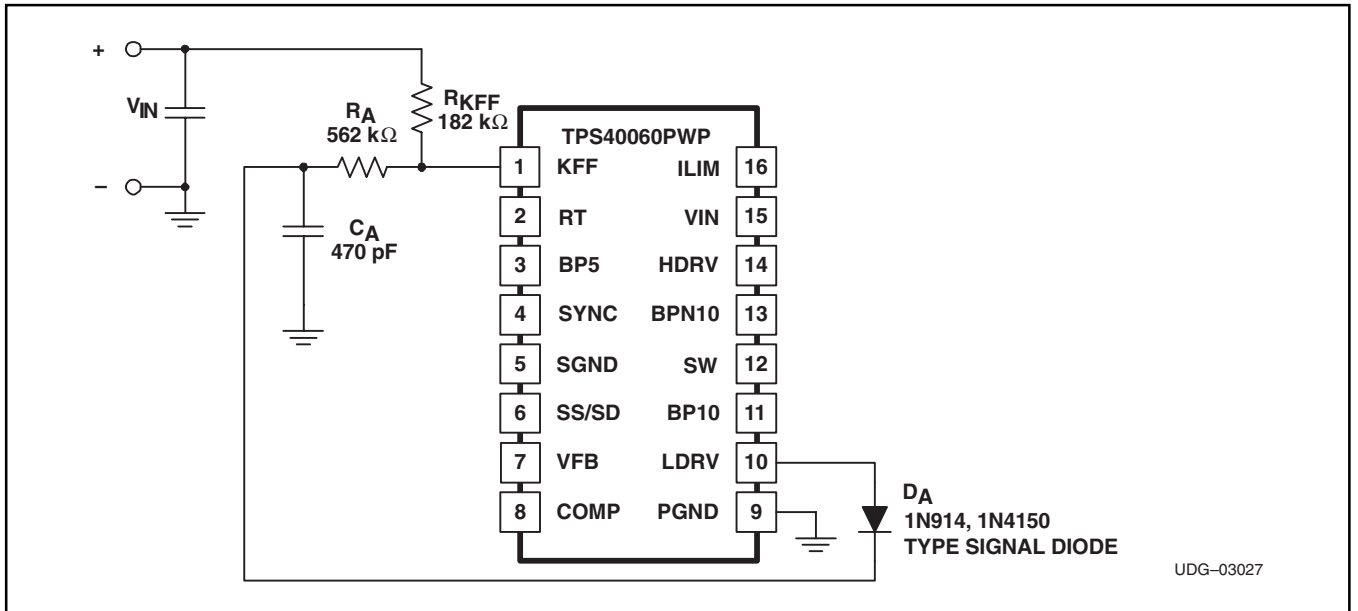 +
VIN
−
RA
562 kΩ
RKFF
182 kΩ
CA
470 pF
TPS40060PWP
1 KFF ILIM 16
2 RT VIN 15
3 BP5 HDRV 14
4 SYNC BPN10 13
5 SGND SW 12
6 SS/SD BP10 11
7 VFB LDRV 10
8 COMP PGND 9
DA
1N914, 1N4150
TYPE SIGNAL DIODE
UDG–03027